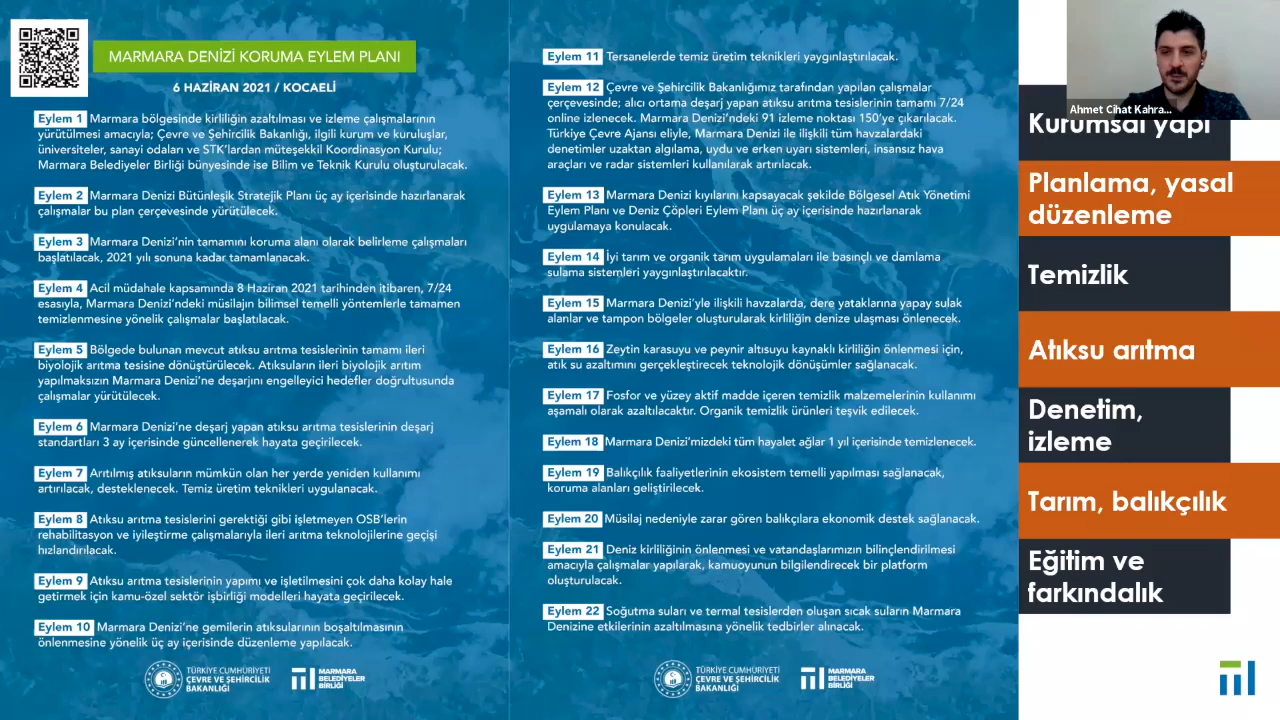 MARMARA DENİZİ KORUMA EYLEM PLANI
6 HAZİRAN 2021 / KOCAELİ
Eylem 1 Marmara bölgesinde kirliliğin azaltılması ve izleme çalışmalarının
yürütülmesi amacıyla; Çevre ve Şehircilik Bakanlığı, ilgili kurum ve kuruluşlar,
üniversiteler, sanayi odaları ve STK'lardan müteşekkil Koordinasyon Kurulu;
Marmara Belediyeler Birliği bünyesinde ise Bilim ve Teknik Kurulu oluşturulacak.
Eylem 2 Marmara Denizi Bütünleşik Stratejik Planı üç ay içerisinde hazırlanarak
çalışmalar bu plan çerçevesinde yürütülecek.
Eylem 3 Marmara Denizi'nin tamamını koruma alanı olarak belirleme çalışmaları
başlatılacak, 2021 yılı sonuna kadar tamamlanacak.
Eylem 4 Acil müdahale kapsamında 8 Haziran 2021 tarihinden itibaren, 7/24
esasıyla, Marmara Denizi'ndeki müsilajın bilimsel temelli yöntemlerle tamamen
temizlenmesine yönelik çalışmalar başlatılacak.
Eylem 5 Bölgede bulunan mevcut atıksu arıtma tesislerinin tamamı ileri
biyolojik arıtma tesisine dönüştürülecek. Atıksuların ileri biyolojik arıtım
yapılmaksızın Marmara Denizi'ne deşarjını engelleyici hedefler doğrultusunda
çalışmalar yürütülecek.
Eylem 6 Marmara Denizi'ne deşarj yapan atıksu arıtma tesislerinin deşarj
standartları 3 ay içerisinde güncellenerek hayata geçirilecek.
Eylem 7 Arıtılmış atıksuların mümkün olan her yerde yeniden kullanımı
artırılacak, desteklenecek. Temiz üretim teknikleri uygulanacak.
Eylem 8 Atıksu arıtma tesislerini gerektiği gibi işletmeyen OSB'lerin
rehabilitasyon ve iyileştirme çalışmalarıyla ileri arıtma teknolojilerine geçişi
hızlandırılacak.
Eylem 9 Atıksu arıtma tesislerinin yapımı ve işletilmesini çok daha kolay hale
getirmek için kamu-özel sektör işbirliği modelleri hayata geçirilecek.
Eylem 10 Marmara Denizi'ne gemilerin atıksularının boşaltılmasının
önlenmesine yönelik üç ay içerisinde düzenleme yapılacak.
TÜRKİYE CUMHURİYETİ
ÇEVRE VE ŞEHİRCİLİK
BAKANLIĞI
MARMARA
BELEDİYELER
BİRLİĞİ
Eylem 11 Tersanelerde temiz üretim teknikleri yaygınlaştırılacak.
Eylem 12 Çevre ve Şehircilik Bakanlığımız tarafından yapılan çalışmalar
çerçevesinde; alıcı ortama deşarj yapan atıksu arıtma tesislerinin tamamı 7/24
online izlenecek. Marmara Denizi'ndeki 91 izleme noktası 150'ye çıkarılacak.
Türkiye Çevre Ajansı eliyle, Marmara Denizi ile ilişkili tüm havzalardaki
denetimler uzaktan algılama, uydu ve erken uyarı sistemleri, insansız hava
araçları ve radar sistemleri kullanılarak artırılacak.
Eylem 13 Marmara Denizi kıyılarını kapsayacak şekilde Bölgesel Atık Yönetimi
Eylem Planı ve Deniz Çöpleri Eylem Planı üç ay içerisinde hazırlanarak
uygulamaya konulacak.
Eylem 14 İyi tarım ve organik tarım uygulamaları ile basınçlı ve damlama
sulama sistemleri yaygınlaştırılacaktır.
Eylem 15 Marmara Denizi'yle ilişkili havzalarda, dere yataklarına yapay sulak
alanlar ve tampon bölgeler oluşturularak kirliliğin denize ulaşması önlenecek.
Eylem 16 Zeytin karasuyu ve peynir altısuyu kaynaklı kirliliğin önlenmesi için,
atık su azaltımını gerçekleştirecek teknolojik dönüşümler sağlanacak.
Eylem 17 Fosfor ve yüzey aktif madde içeren temizlik malzemelerinin kullanımı
aşamalı olarak azaltılacaktır. Organik temizlik ürünleri teşvik edilecek.
Eylem 18 Marmara Denizi'mizdeki tüm hayalet ağlar 1 yıl içerisinde temizlenecek.
Eylem 19 Balıkçılık faaliyetlerinin ekosistem temelli yapılması sağlanacak,
koruma alanları geliştirilecek.
Eylem 20 Müsilaj nedeniyle zarar gören balıkçılara ekonomik destek sağlanacak.
Eylem 21 Deniz kirliliğinin önlenmesi ve vatandaşlarımızın bilinçlendirilmesi
amacıyla çalışmalar yapılarak, kamuoyunun bilgilendirecek bir platform
oluşturulacak.
Eylem 22 Soğutma suları ve termal tesislerden oluşan sıcak suların Marmara
Denizine etkilerinin azaltılmasına yönelik tedbirler alınacak.
TÜRKİYE CUMHURİYETİ
ÇEVRE VE ŞEHİRCİLİK
BAKANLIĞI
MARMARA
BELEDİYELER
BİRLİĞİ
Ahmet Cihat Kahra...
Kurumsal yapı
Planlama, yasal
düzenleme
Temizlik
Atıksu arıtma
Denetim,
izleme
Tarım, balıkçılık
Eğitim ve
farkındalık